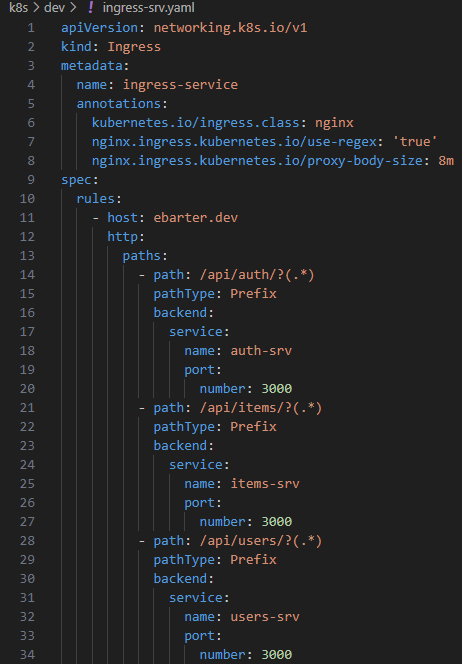 k8s > dev > ! ingress-srv.yaml
1 apiVersion: networking.k8s.io/v1
2 kind: Ingress
3 metadata:
4   name: ingress-service
5   annotations:
6     kubernetes.io/ingress.class: nginx
7     nginx.ingress.kubernetes.io/use-regex: 'true'
8     nginx.ingress.kubernetes.io/proxy-body-size: 8m
9 spec:
10   rules:
11     - host: ebarter.dev
12       http:
13         paths:
14           - path: /api/auth/?(.*)
15             pathType: Prefix
16             backend:
17               service:
18                 name: auth-srv
19                 port:
20                   number: 3000
21           - path: /api/items/?(.*)
22             pathType: Prefix
23             backend:
24               service:
25                 name: items-srv
26                 port:
27                   number: 3000
28           - path: /api/users/?(.*)
29             pathType: Prefix
30             backend:
31               service:
32                 name: users-srv
33                 port:
34                   number: 3000